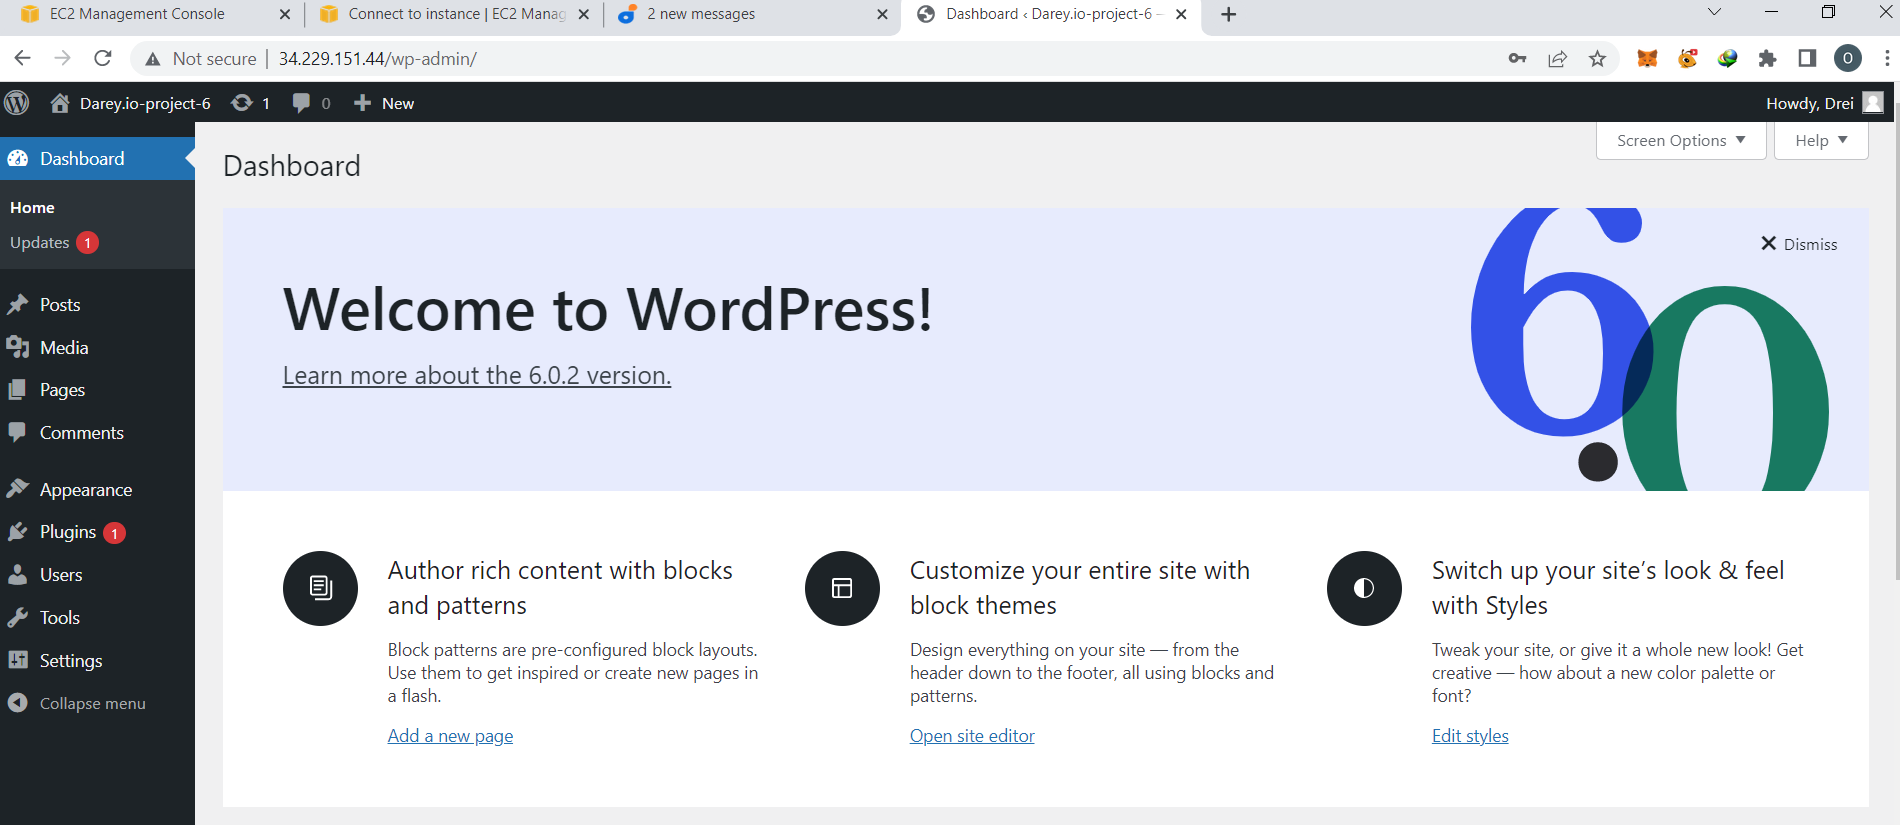 EC2 Management Console
Connect to instance | EC2 Manag
2 new messages
Dashboard ‹ Darey.io-project-6 –
Not secure | 34.229.151.44/wp-admin/
O
Darey.io-project-6
1
0
New
Howdy, Drei
Dashboard
Home
Updates 1
Posts
Media
Pages
Comments
Appearance
Plugins 1
Users
Tools
Settings
Collapse menu
Screen Options
Help
Dashboard
Dismiss
Welcome to WordPress!
Learn more about the 6.0.2 version.
6.0
Author rich content with blocks
and patterns
Block patterns are pre-configured block layouts.
Use them to get inspired or create new pages in
a flash.
Add a new page
Customize your entire site with
block themes
Design everything on your site — from the
header down to the footer, all using blocks and
patterns.
Open site editor
Switch up your site’s look & feel
with Styles
Tweak your site, or give it a whole new look! Get
creative — how about a new color palette or
font?
Edit styles